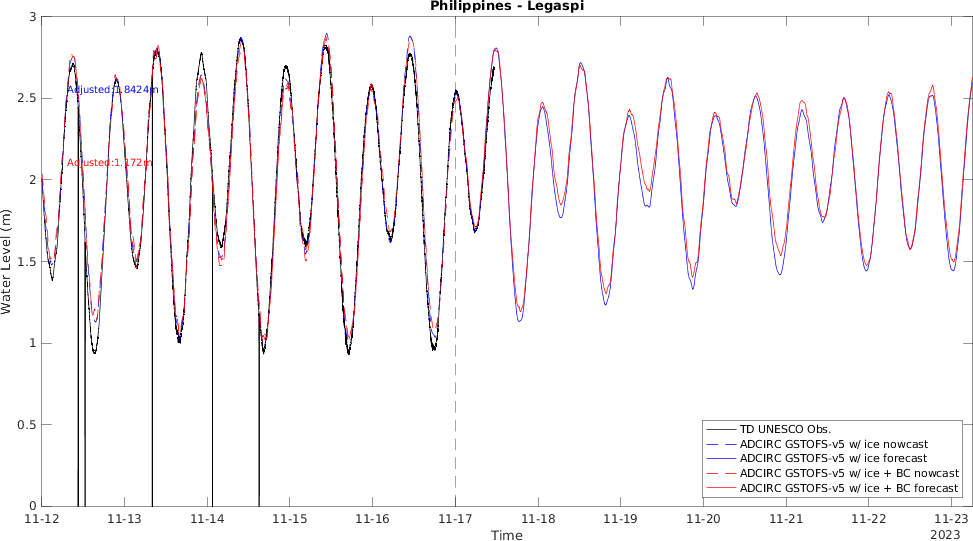 Philippines - Legaspi
3
2.5
2
1.5
1
0.5
0
Water Level (m)
Adjusted:1.8424m
Adjusted:1.172m
TD UNESCO Obs.
ADCIRC GSTOFS-v5 w/ ice nowcast
ADCIRC GSTOFS-v5 w/ ice forecast
ADCIRC GSTOFS-v5 w/ ice + BC nowcast
ADCIRC GSTOFS-v5 w/ ice + BC forecast
11-12 11-13 11-14 11-15 11-16 11-17 11-18 11-19 11-20 11-21 11-22 11-23
Time
2023